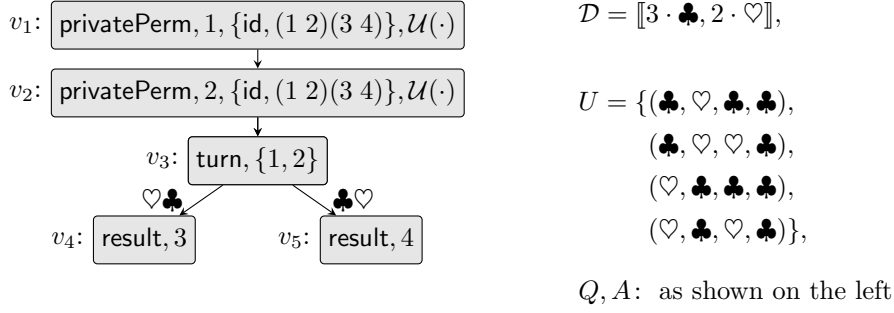 v₁: privatePerm, 1, {id, (1 2)(3 4)}, 𝒰(·)
v₂: privatePerm, 2, {id, (1 2)(3 4)}, 𝒰(·)
v₃: turn, {1, 2}
♡♣ ♣♡
v₄: result, 3 v₅: result, 4
𝒟 = ⟦3 · ♣, 2 · ♡⟧,
U = {(♣, ♡, ♣, ♣),
(♣, ♡, ♡, ♣),
(♡, ♣, ♣, ♣),
(♡, ♣, ♡, ♣)},
Q, A: as shown on the left